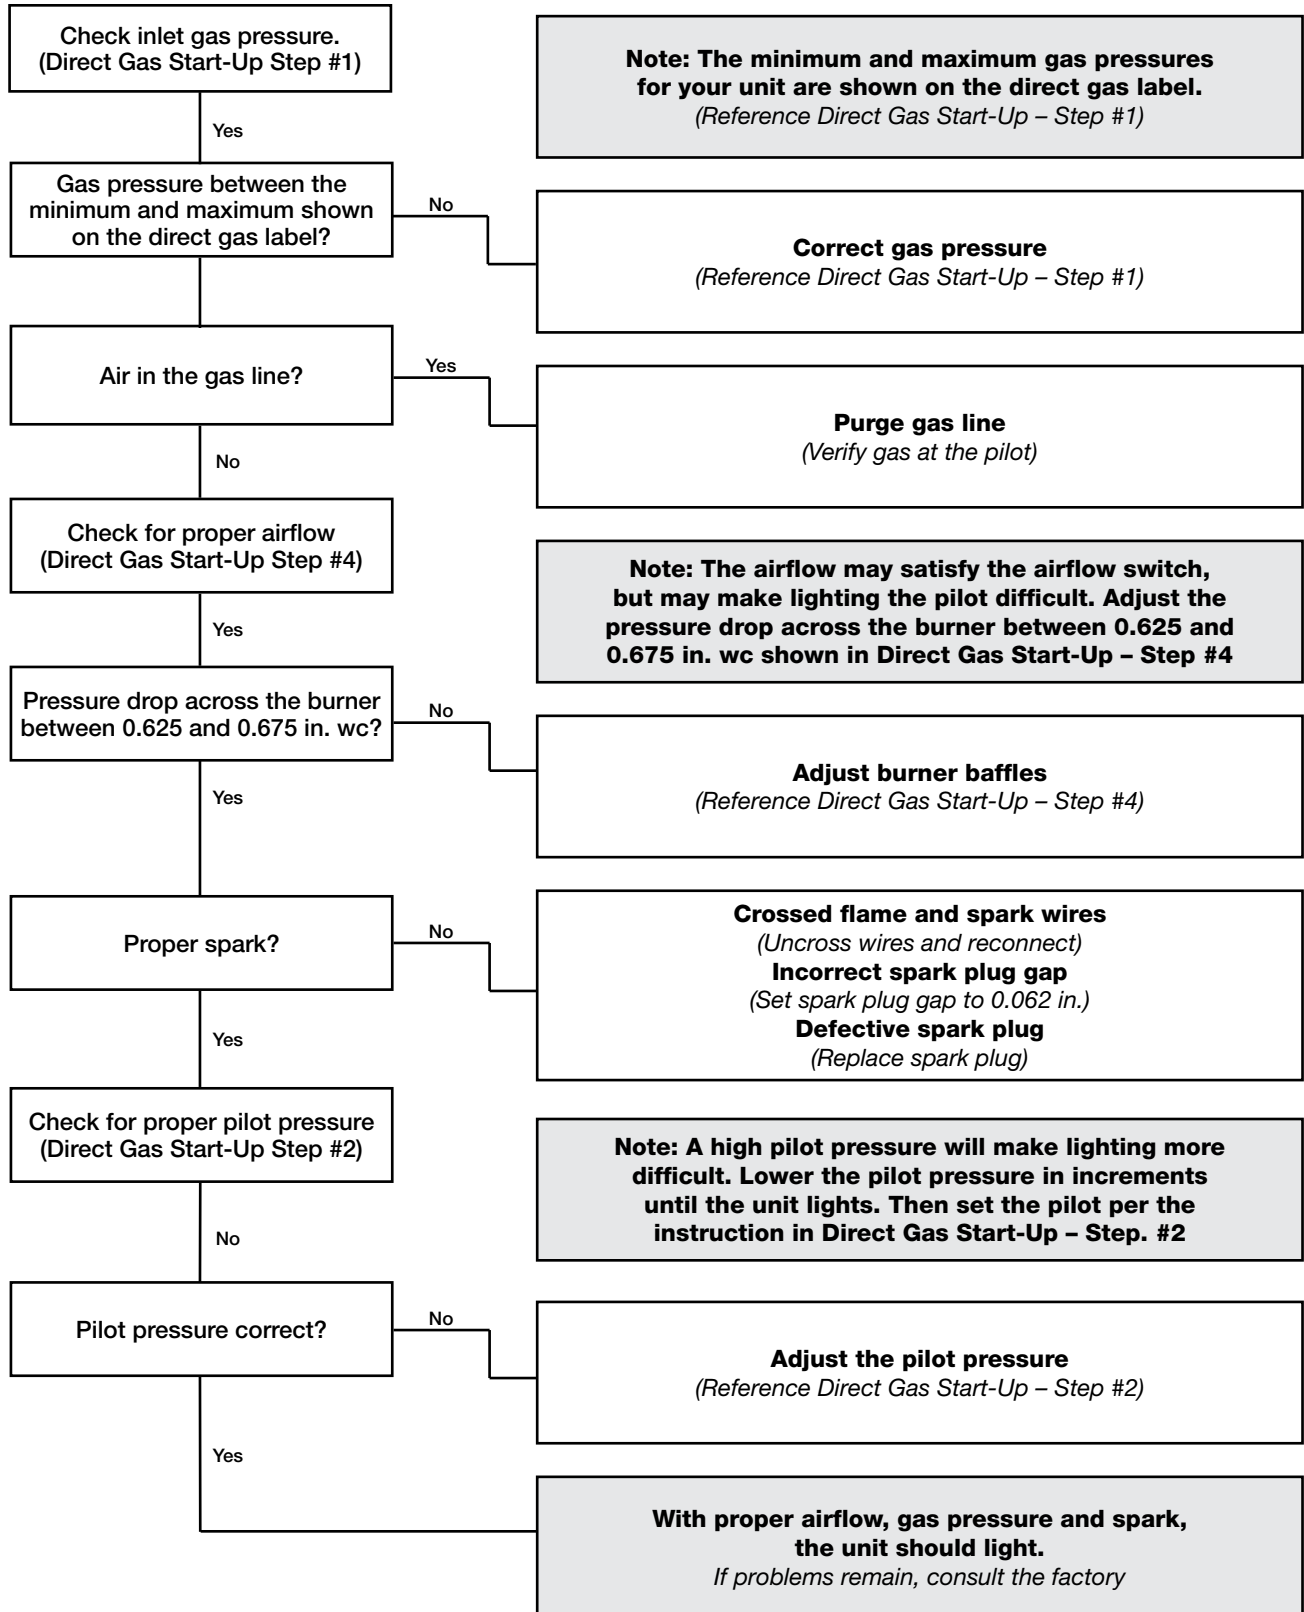 Check inlet gas pressure.
(Direct Gas Start-Up Step #1)
Note: The minimum and maximum gas pressures
for your unit are shown on the direct gas label.
(Reference Direct Gas Start-Up – Step #1)
Yes
Gas pressure between the
minimum and maximum shown
on the direct gas label?
No
Correct gas pressure
(Reference Direct Gas Start-Up – Step #1)
Air in the gas line?
Yes
Purge gas line
(Verify gas at the pilot)
No
Check for proper airflow
(Direct Gas Start-Up Step #4)
Note: The airflow may satisfy the airflow switch,
but may make lighting the pilot difficult. Adjust the
pressure drop across the burner between 0.625 and
0.675 in. wc shown in Direct Gas Start-Up – Step #4
Yes
Pressure drop across the burner
between 0.625 and 0.675 in. wc?
No
Adjust burner baffles
(Reference Direct Gas Start-Up – Step #4)
Yes
Proper spark?
No
Crossed flame and spark wires
(Uncross wires and reconnect)
Incorrect spark plug gap
(Set spark plug gap to 0.062 in.)
Defective spark plug
(Replace spark plug)
Yes
Check for proper pilot pressure
(Direct Gas Start-Up Step #2)
Note: A high pilot pressure will make lighting more
difficult. Lower the pilot pressure in increments
until the unit lights. Then set the pilot per the
instruction in Direct Gas Start-Up – Step. #2
No
Pilot pressure correct?
No
Adjust the pilot pressure
(Reference Direct Gas Start-Up – Step #2)
Yes
With proper airflow, gas pressure and spark,
the unit should light.
If problems remain, consult the factory